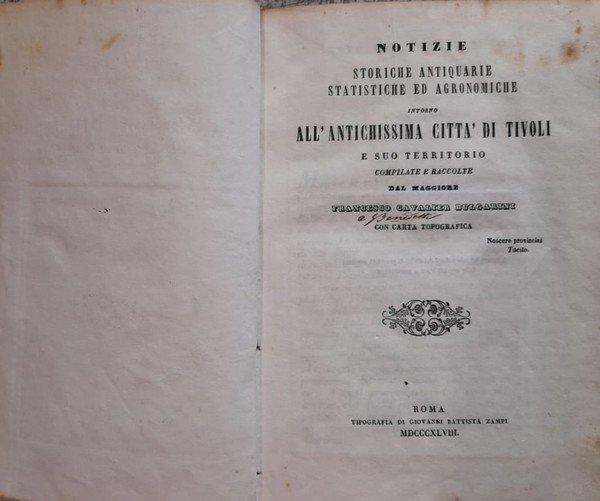 NOTIZIE
STORICHE ANTIQUARIE
STATISTICHE ED AGRONOMICHE
INTORNO
ALL'ANTICHISSIMA CITTA' DI TIVOLI
E SUO TERRITORIO
COMPILATE E RACCOLTE
DAL MAGGIORE
FRANCESCO CAVALIER BULGARINI
CON CARTA TOPOGRAFICA
Noscere provincias
Tacito.
ROMA
TIPOGRAFIA DI GIOVANNI BATTISTA ZAMPI
MDCCCXLVIII.